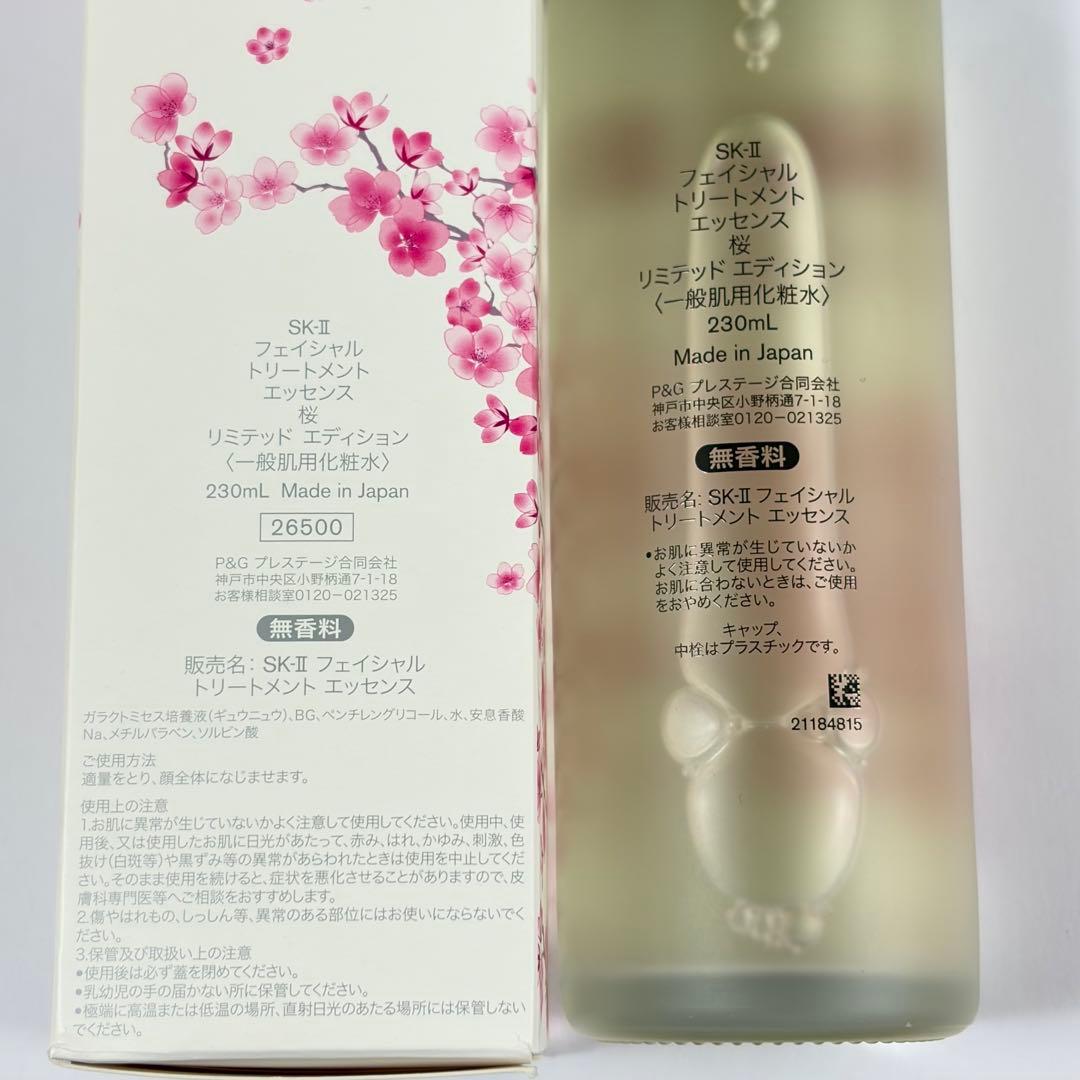 SK-Ⅱ
フェイシャル
トリートメント
エッセンス
桜
リミテッド エディション
〈一般肌用化粧水〉
230mL Made in Japan
26500
P&G プレステージ合同会社
神戸市中央区小野柄通7-1-18
お客様相談室0120-021325
無香料
販売名: SK-Ⅱ フェイシャル
トリートメント エッセンス
ガラクトミセス培養液(ギュウニュウ)、BG、ペンチレングリコール、水、安息香酸
Na、メチルパラベン、ソルビン酸
ご使用方法
適量をとり、顔全体になじませます。
使用上の注意
1.お肌に異常が生じていないかよく注意して使用してください。使用中、使
用後、又は使用したお肌に日光があたって、赤み、はれ、かゆみ、刺激、色
抜け(白斑等)や黒ずみ等の異常があらわれたときは使用を中止してくだ
さい。そのまま使用を続けると、症状を悪化させることがありますので、皮
膚科専門医等へご相談をおすすめします。
2.傷やはれもの、しっしん等、異常のある部位にはお使いにならないでく
ださい。
3.保管及び取扱い上の注意
●使用後は必ず蓋を閉めてください。
●乳幼児の手の届かない所に保管してください。
●極端に高温または低温の場所、直射日光のあたる場所には保管しない
でください。
SK-Ⅱ
フェイシャル
トリートメント
エッセンス
桜
リミテッド エディション
〈一般肌用化粧水〉
230mL
Made in Japan
P&G プレステージ合同会社
神戸市中央区小野柄通7-1-18
お客様相談室0120-021325
無香料
販売名: SK-Ⅱ フェイシャル
トリートメント エッセンス
●お肌に異常が生じていないか
よく注意して使用してください。
お肌に合わないときは、ご使用
をおやめください。
キャップ、
中栓はプラスチックです。
21184815